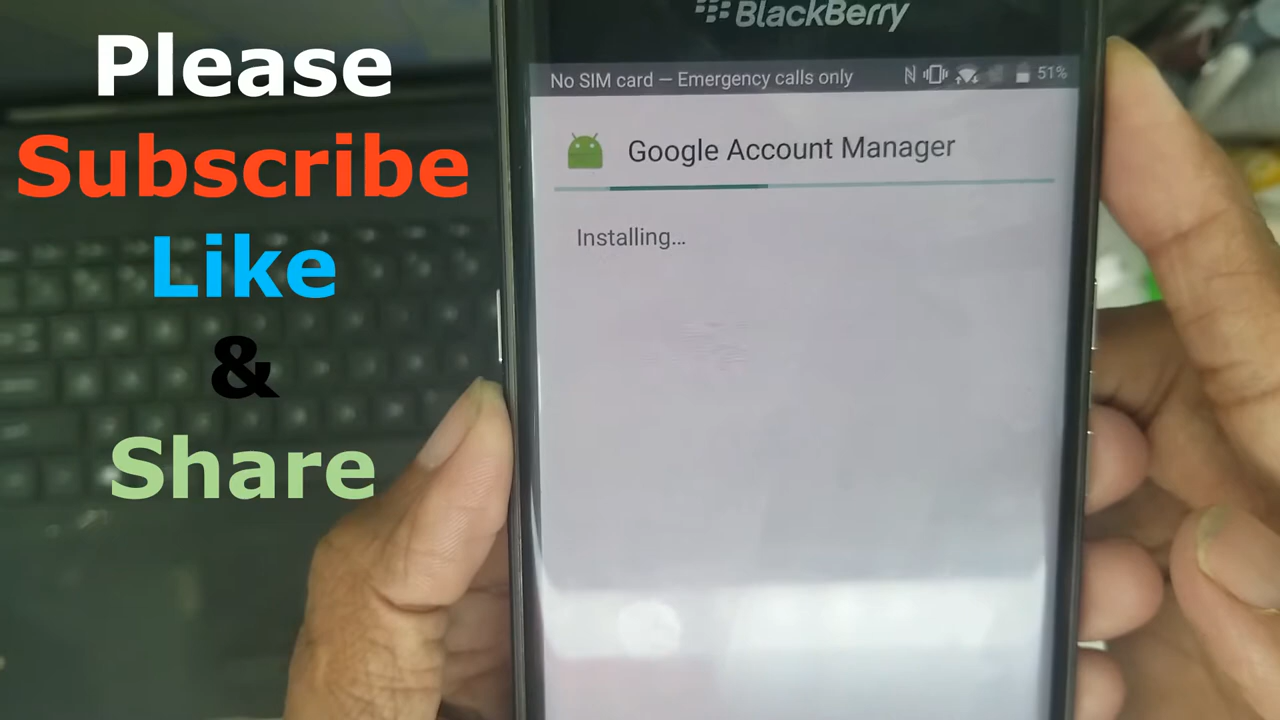 Please
Subscribe
Like
&
Share
BlackBerry
No SIM card — Emergency calls only
51%
Google Account Manager
Installing...